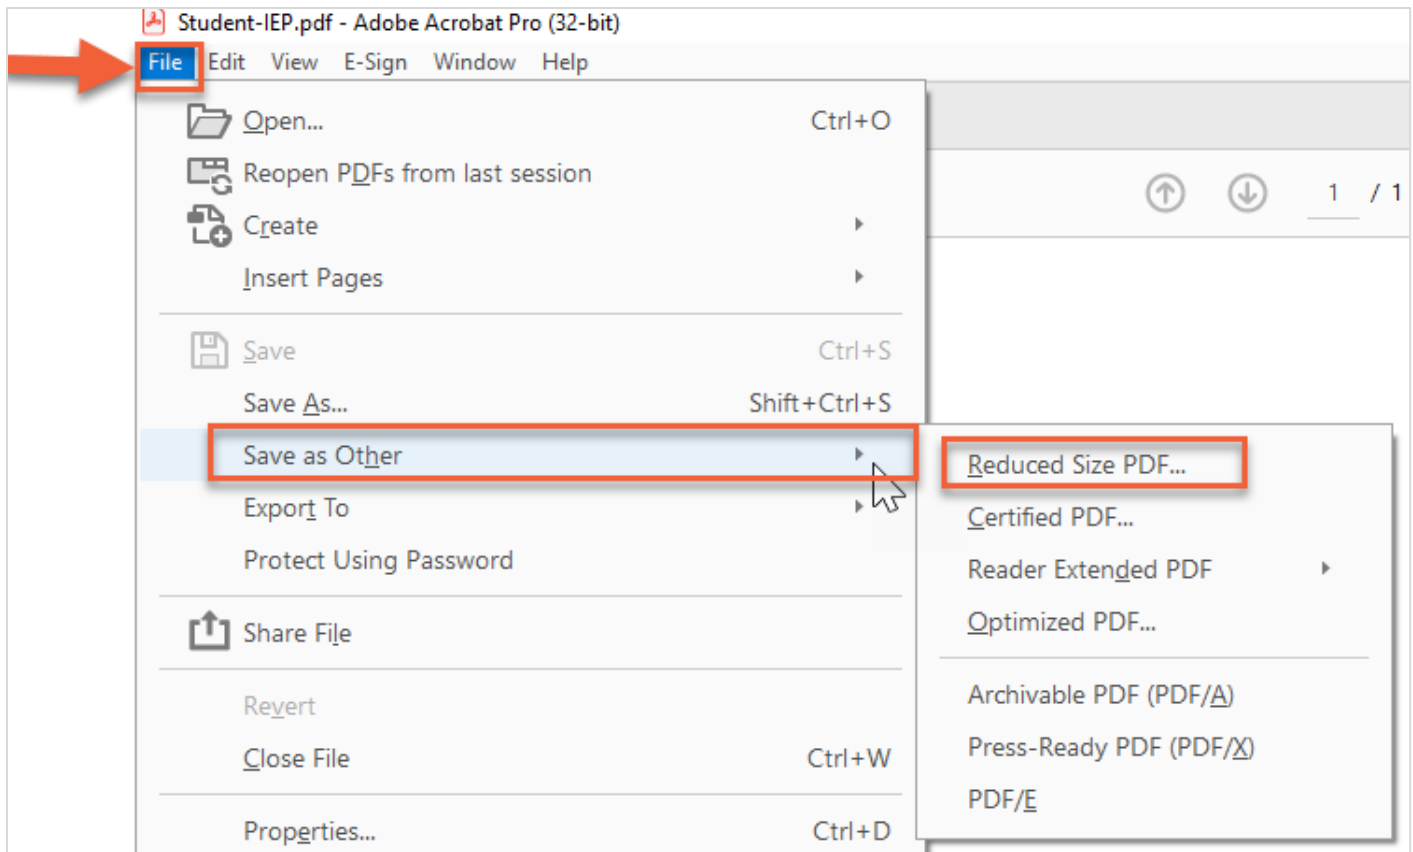 Student-IEP.pdf - Adobe Acrobat Pro (32-bit)
File Edit View E-Sign Window Help
Open... Ctrl+O
Reopen PDFs from last session
1 / 1
Create
Insert Pages
Save Ctrl+S
Save As... Shift+Ctrl+S
Save as Other
Export To
Protect Using Password
Share File
Revert
Close File Ctrl+W
Properties... Ctrl+D
Reduced Size PDF...
Certified PDF...
Reader Extended PDF
Optimized PDF...
Archivable PDF (PDF/A)
Press-Ready PDF (PDF/X)
PDF/E